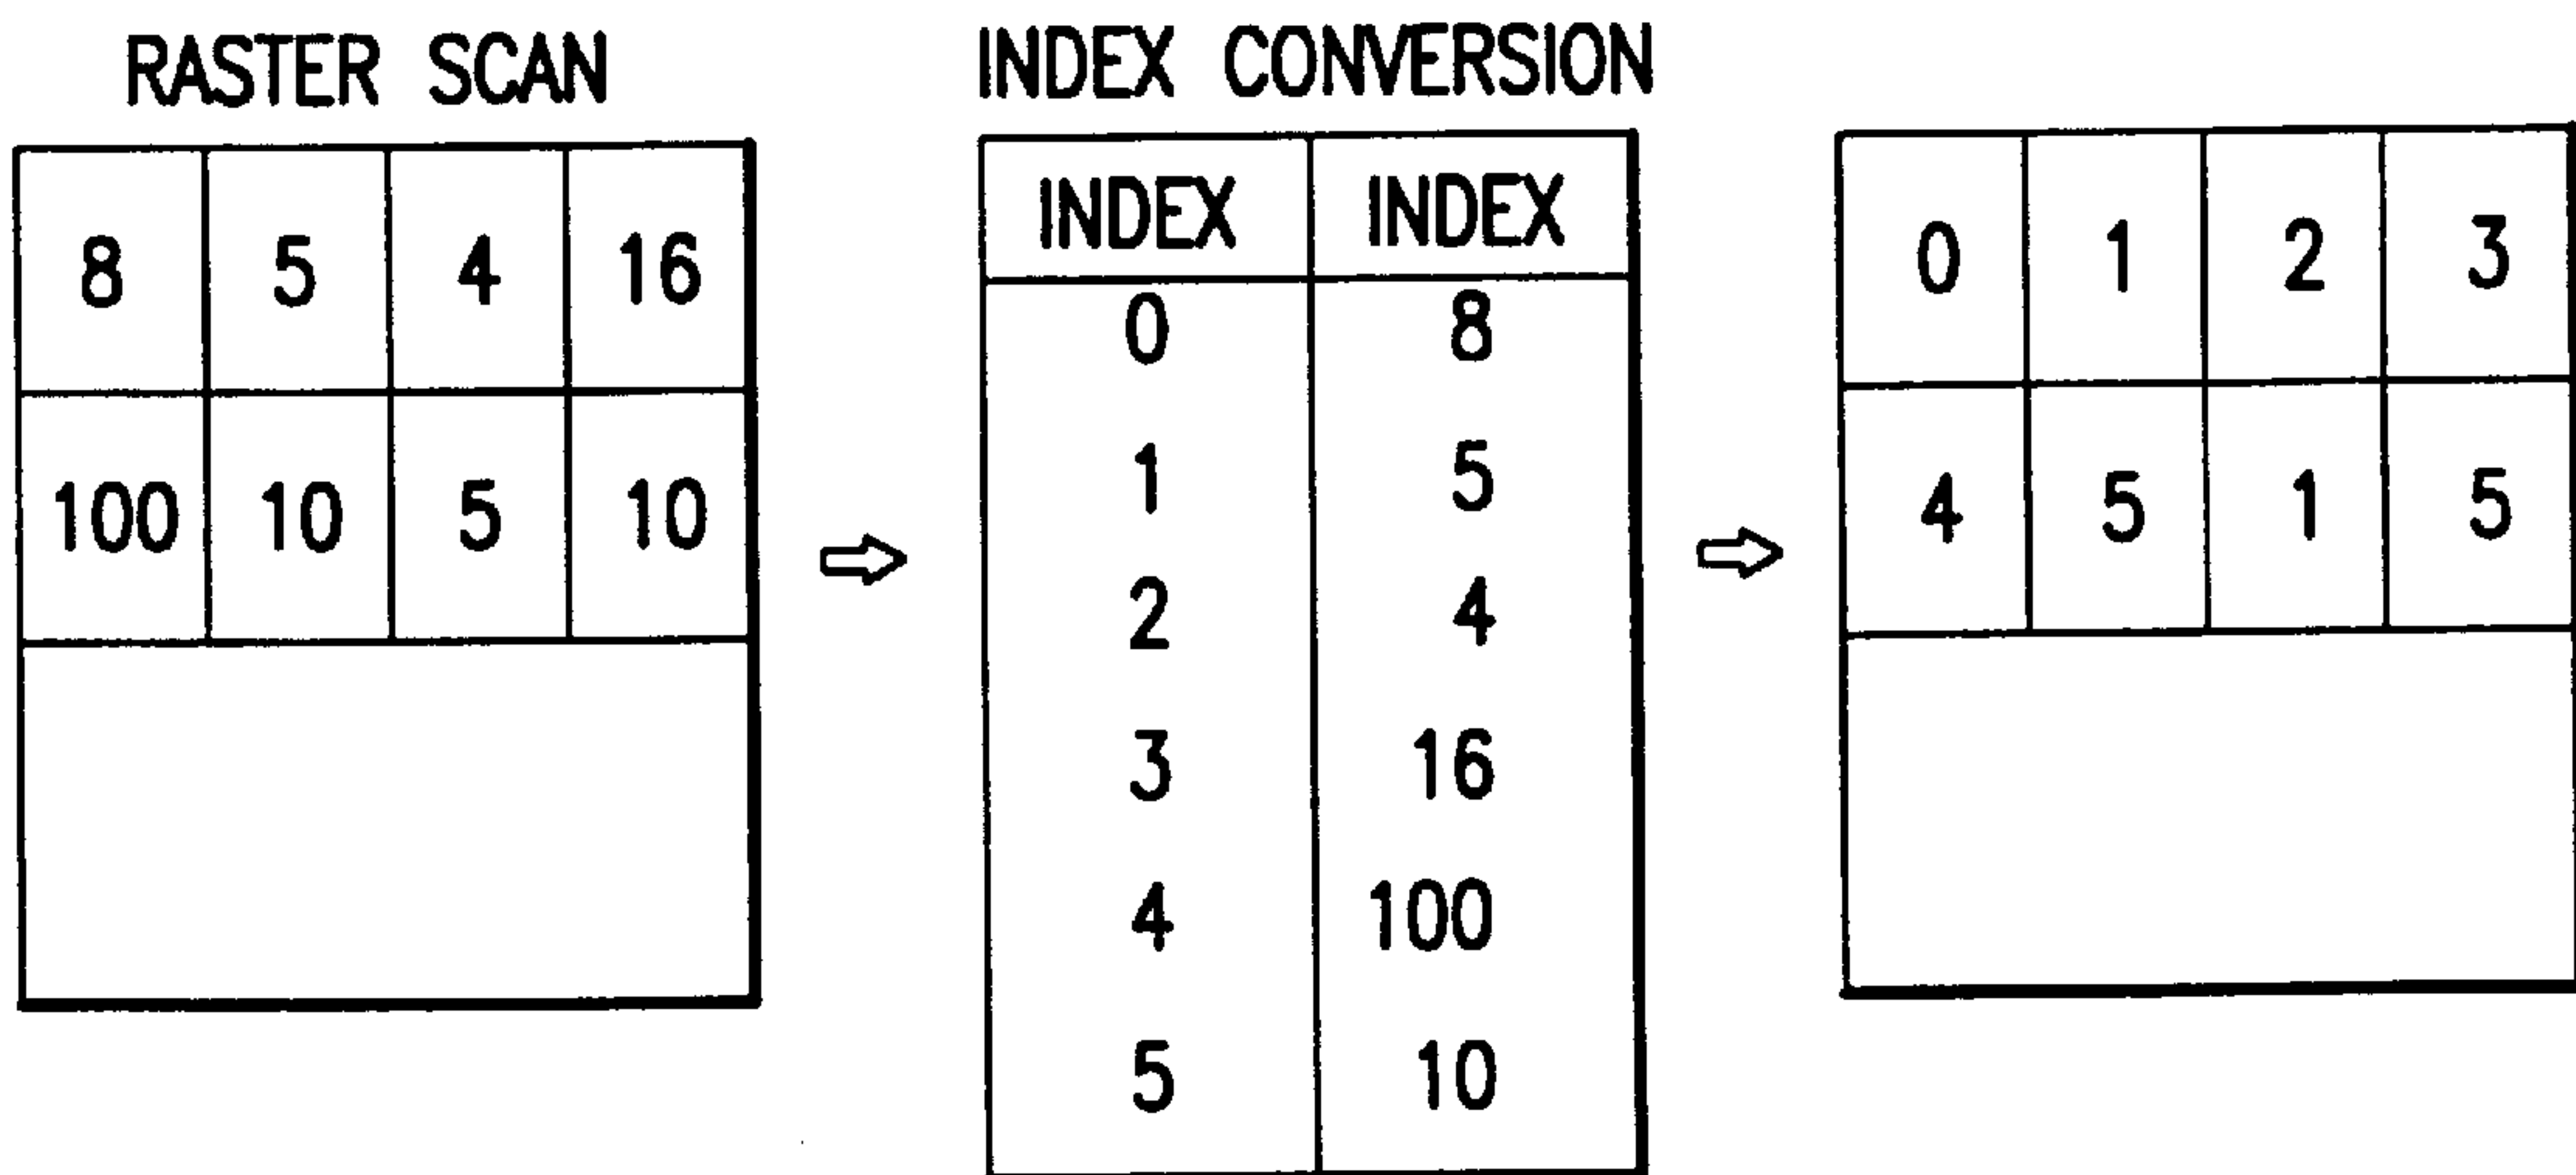 RASTER SCAN
8 5 4 16
100 10 5 10
INDEX CONVERSION
INDEX INDEX
0 8
1 5
2 4
3 16
4 100
5 10
0 1 2 3
4 5 1 5